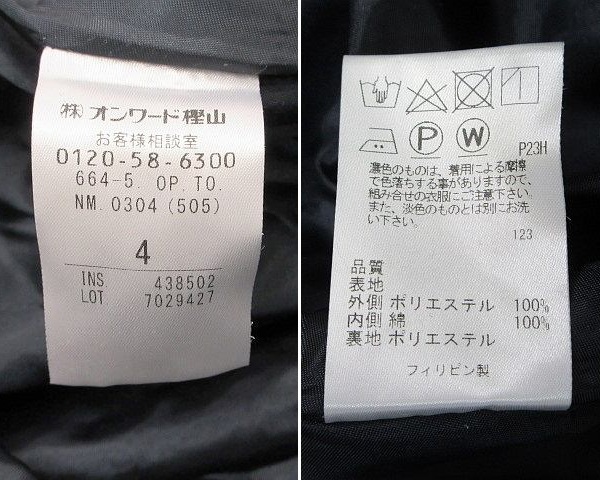 ㈱ オンワード樫山
お客様相談室
0120-58-6300
664-5. OP.TO.
NM.0304(505)
4
INS 438502
LOT 7029427
P W
P23H
濃色のものは、着用による摩擦
で色落ちする事がありますので、
組み合せの衣服にご注意下さい。
また、淡色のものとは別にお洗
い下さい。
123
品質
表地
外側 ポリエステル 100%
内側 綿 100%
裏地 ポリエステル
フィリピン製